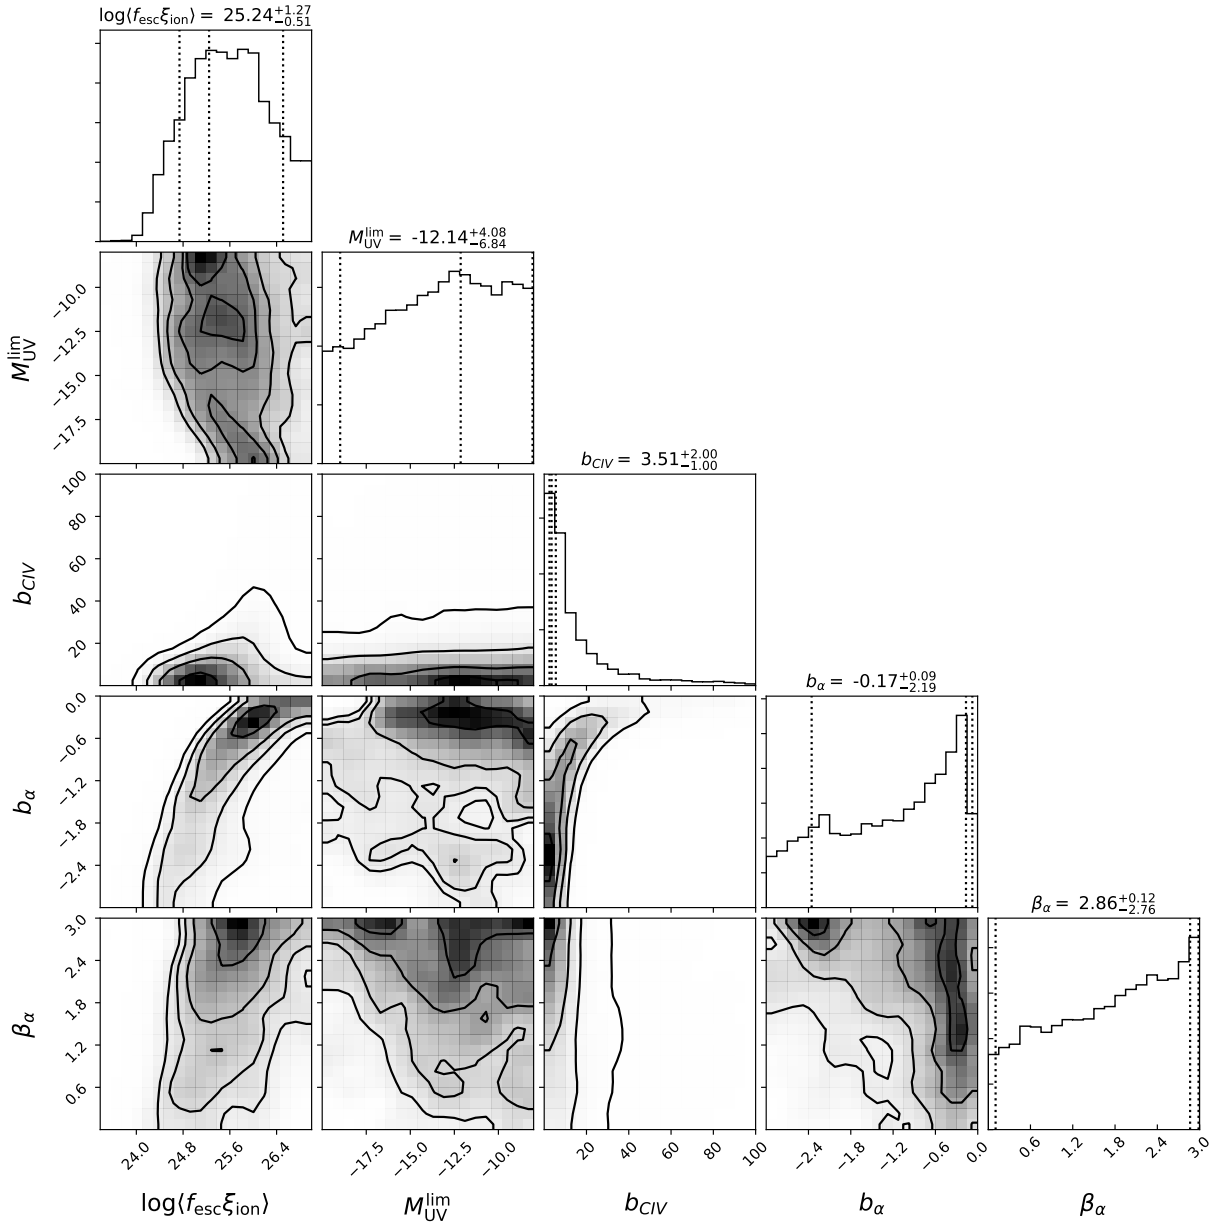 log⟨f_esc ξ_ion⟩ = 25.24^{+1.27}_{−0.51}
M_UV^lim = -12.14^{+4.08}_{−6.84}
−10.0
−12.5
−15.0
−17.5
M_UV^lim
b_CIV = 3.51^{+2.00}_{−1.00}
100
80
60
40
20
b_CIV
b_α = -0.17^{+0.09}_{−2.19}
0.0
−0.6
−1.2
−1.8
−2.4
b_α
β_α = 2.86^{+0.12}_{−2.76}
3.0
2.4
1.8
1.2
0.6
β_α
24.0 24.8 25.6 26.4 −17.5 −15.0 −12.5 −10.0 20 40 60 80 100 −2.4 −1.8 −1.2 −0.6 0.0 0.6 1.2 1.8 2.4 3.0
log⟨f_esc ξ_ion⟩ M_UV^lim b_CIV b_α β_α